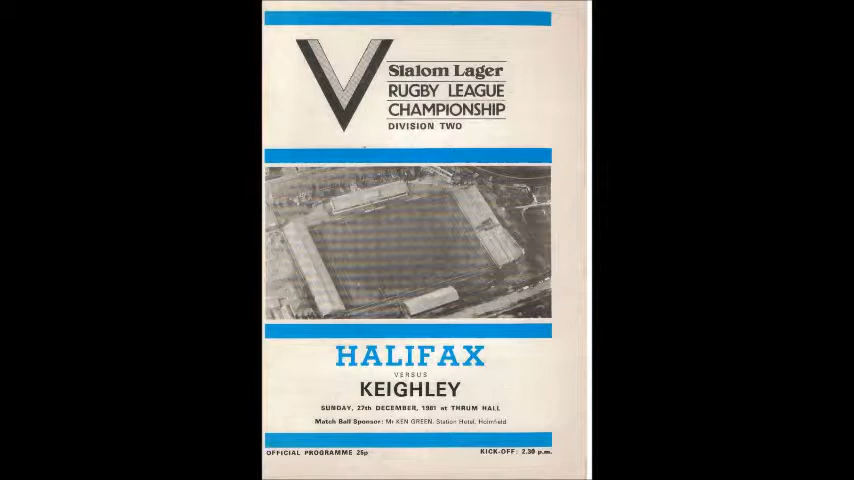 Slalom Lager
RUGBY LEAGUE
CHAMPIONSHIP
DIVISION TWO
HALIFAX
VERSUS
KEIGHLEY
SUNDAY, 27th DECEMBER, 1981 at THRUM HALL
Match Ball Sponsor: Mr KEN GREEN, Station Hotel, Holmfield
OFFICIAL PROGRAMME 25p
KICK-OFF: 2.30 p.m.